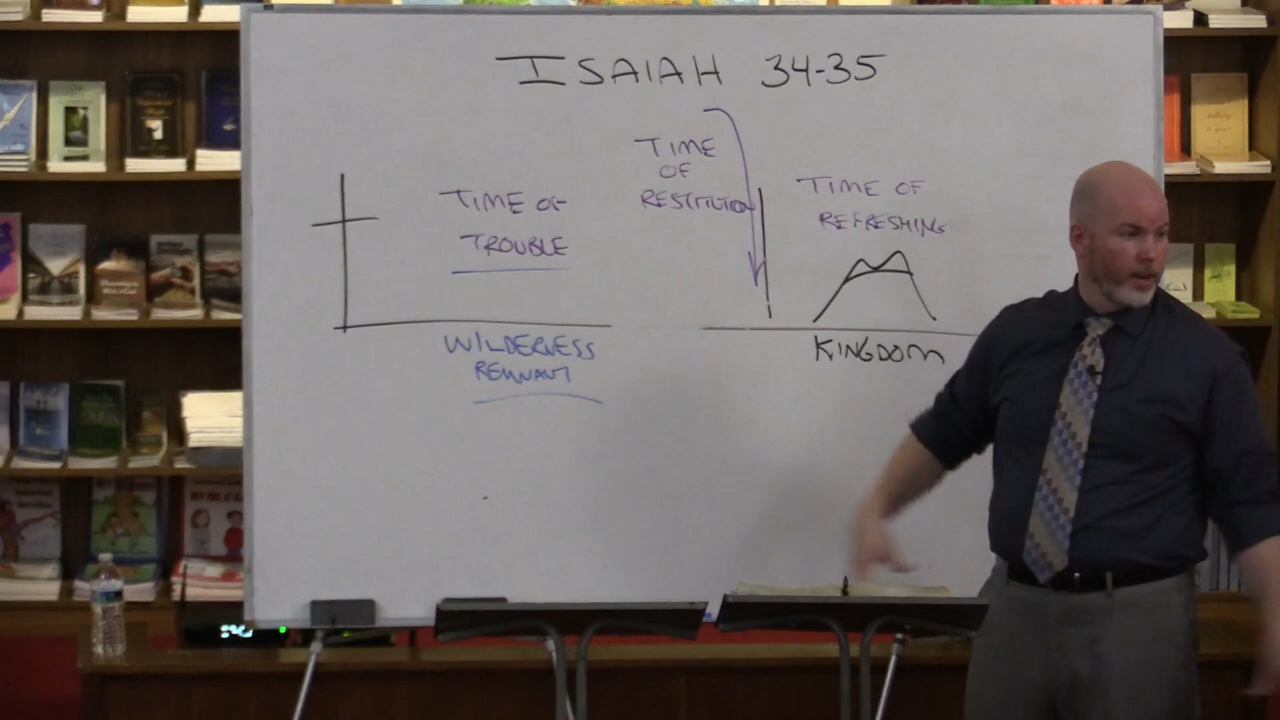 ISAIAH 34-35
TIME OF
TROUBLE
TIME
OF
RESTITUTION
TIME OF
REFRESHING
WILDERNESS
REMNANT
KINGDOM